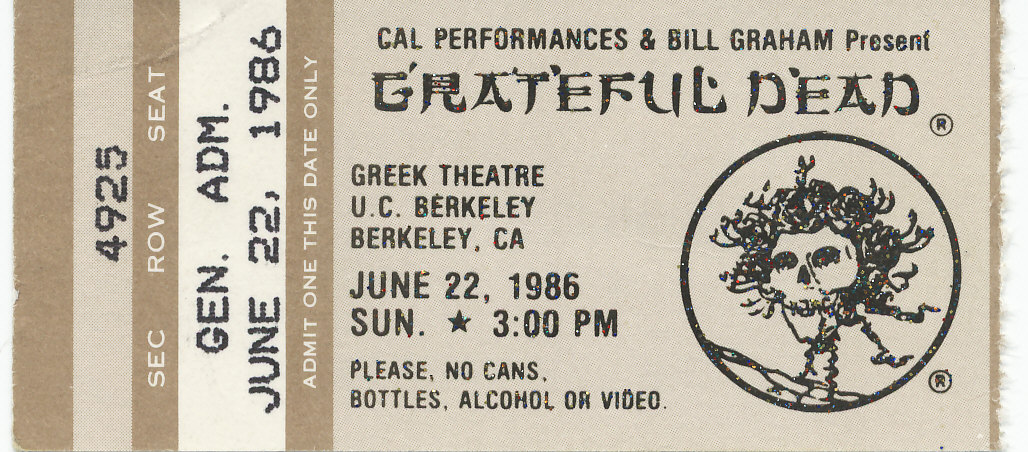 4925
SEC ROW SEAT
GEN. ADM.
JUNE 22, 1986
ADMIT ONE THIS DATE ONLY
CAL PERFORMANCES & BILL GRAHAM Present
GRATEFUL DEAD
®
GREEK THEATRE
U.C. BERKELEY
BERKELEY, CA
JUNE 22, 1986
SUN. ★ 3:00 PM
PLEASE, NO CANS,
BOTTLES, ALCOHOL OR VIDEO.
®